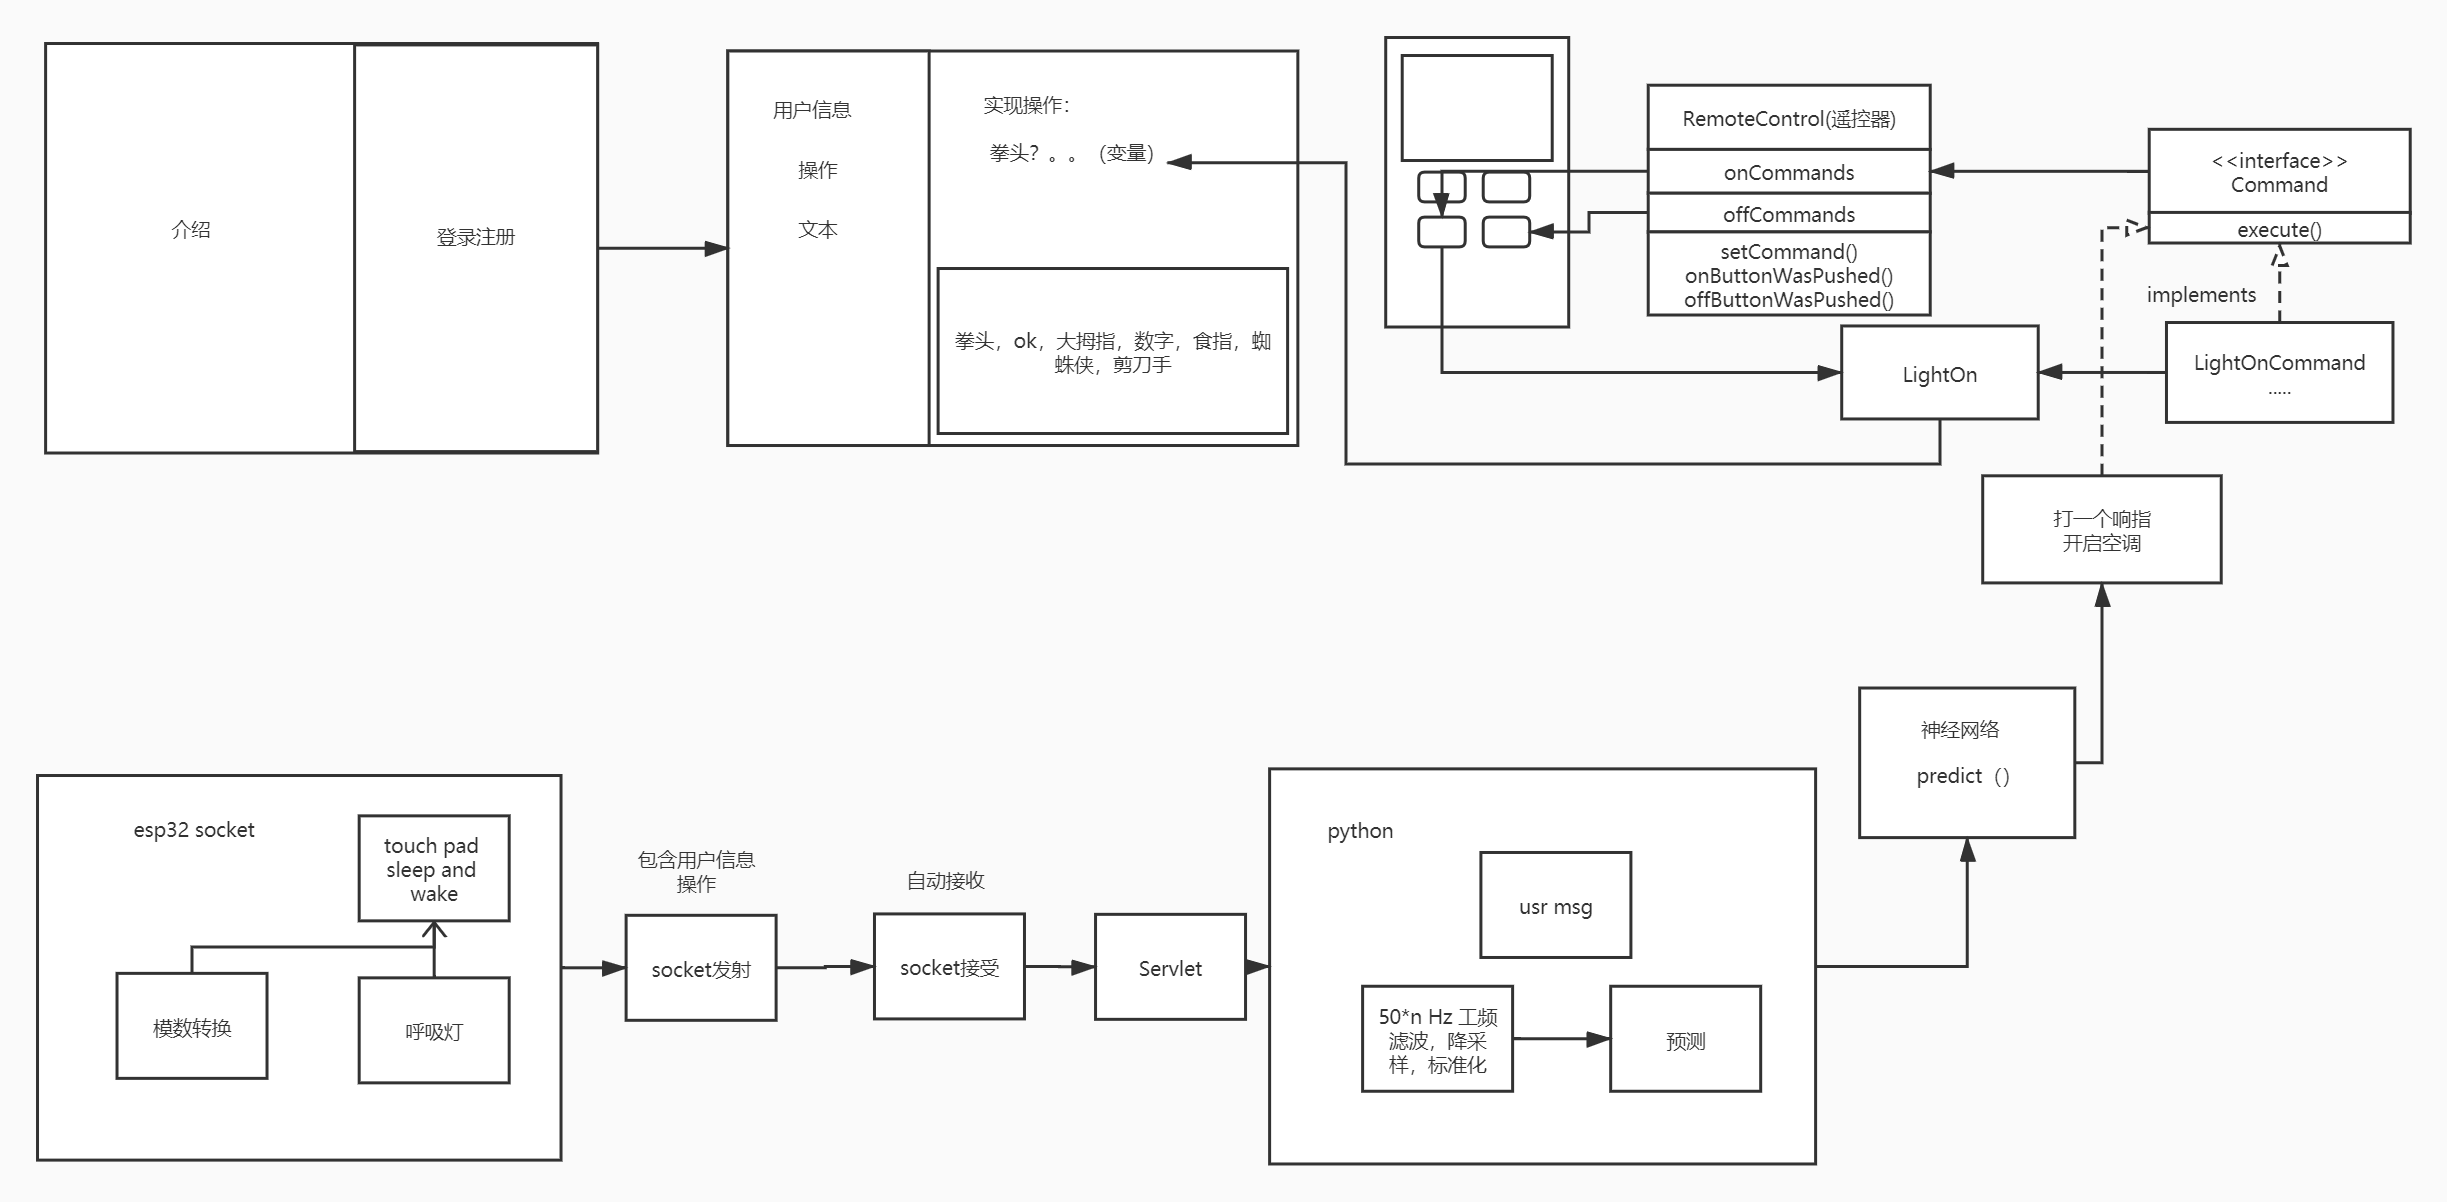 介绍
登录注册
用户信息
操作
文本
实现操作：
拳头？。。（变量）
拳头，ok，大拇指，数字，食指，蜘
蛛侠，剪刀手
RemoteControl(遥控器)
onCommands
offCommands
setCommand()
onButtonWasPushed()
offButtonWasPushed()
<<interface>>
Command
execute()
implements
LightOn
LightOnCommand
.....
打一个响指
开启空调
神经网络
predict（）
esp32 socket
touch pad
sleep and
wake
模数转换
呼吸灯
包含用户信息
操作
socket发射
自动接收
socket接受
Servlet
python
usr msg
50*n Hz 工频
滤波，降采
样，标准化
预测